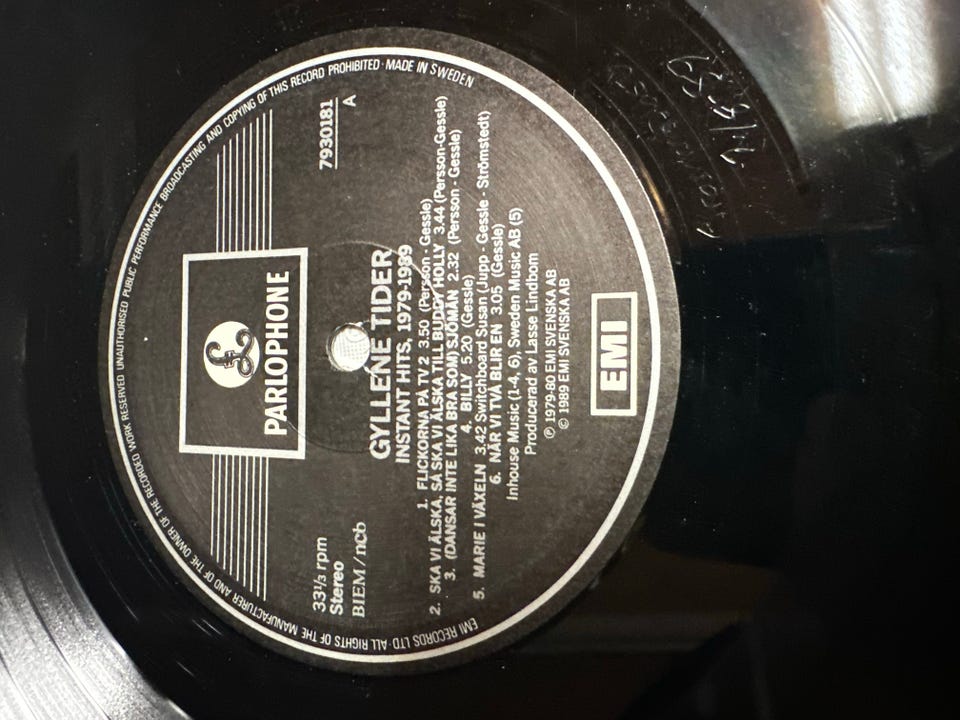 EMI RECORDS LTD · ALL RIGHTS OF THE MANUFACTURER AND OF THE OWNER OF THE RECORDED WORK RESERVED UNAUTHORISED PUBLIC PERFORMANCE BROADCASTING AND COPYING OF THIS RECORD PROHIBITED · MADE IN SWEDEN
£
PARLOPHONE
33⅓ rpm
Stereo
BIEM/ncb
7930181
A
GYLLENE TIDER
INSTANT HITS, 1979-1989
1. FLICKORNA PÅ TV 2 3.50 (Persson - Gessle)
2. SKA VI ÄLSKA, SÅ SKA VI ÄLSKA TILL BUDDY HOLLY 3.44 (Persson-Gessle)
3. (DANSAR INTE LIKA BRA SOM) SJÖMÄN 2.32 (Persson - Gessle)
4. BILLY 5.20 (Gessle)
5. MARIE I VÄXELN 3.42 Switchboard Susan (Jupp - Gessle - Strömstedt)
6. NÄR VI TVÅ BLIR EN 3.05 (Gessle)
Inhouse Music (1-4, 6), Sweden Music AB (5)
Producerad av Lasse Lindbom
℗ 1979-80 EMI SVENSKA AB
© 1989 EMI SVENSKA AB
EMI